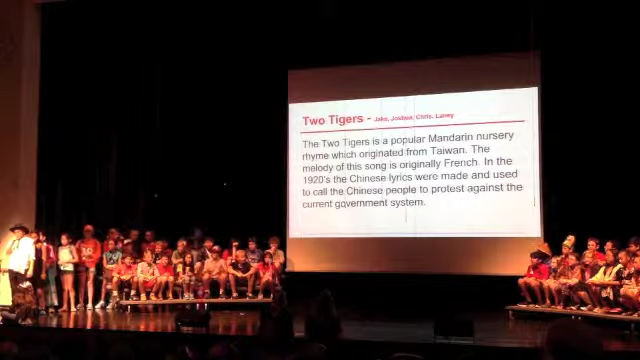 Two Tigers - Jake, Joshua, Chris, Laney
The Two Tigers is a popular Mandarin nursery
rhyme which originated from Taiwan. The
melody of this song is originally French. In the
1920's the Chinese lyrics were made and used
to call the Chinese people to protest against the
current government system.